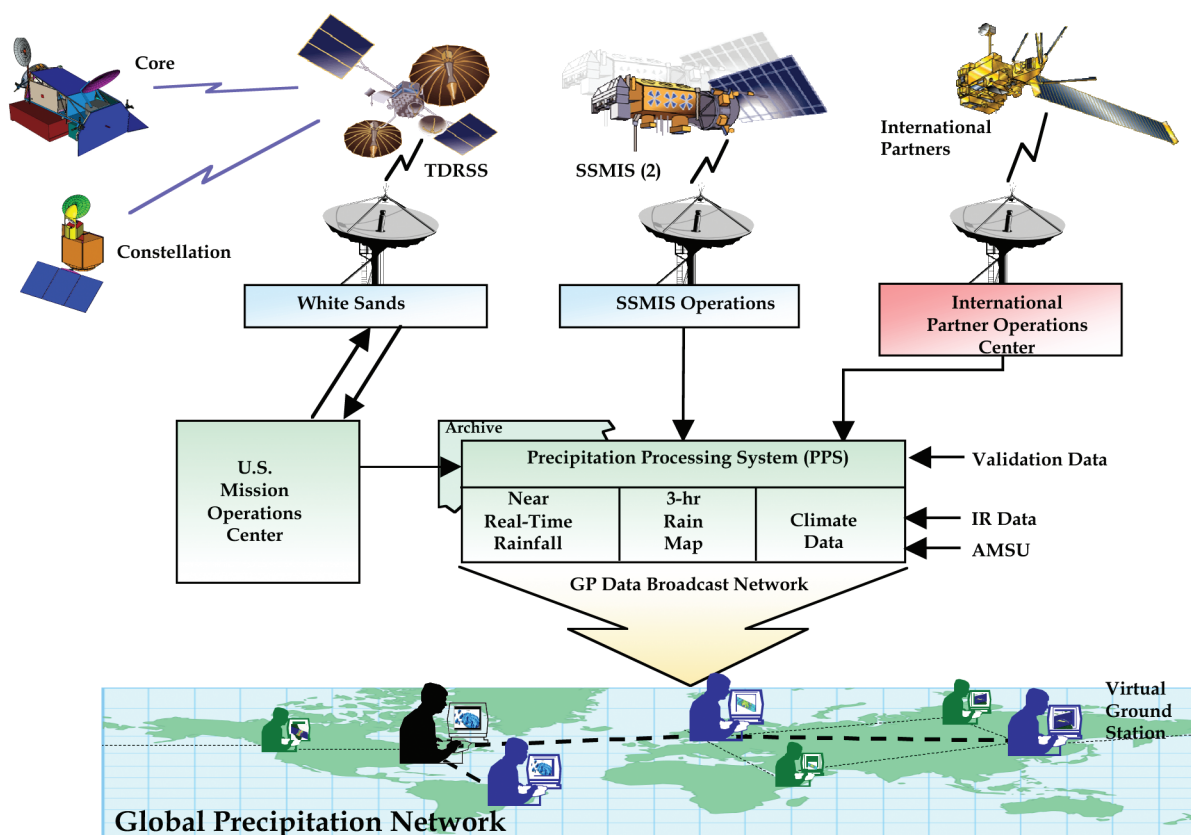 Core
TDRSS
SSMIS (2)
International
Partners
Constellation
White Sands
SSMIS Operations
International
Partner Operations
Center
U.S.
Mission
Operations
Center
Archive
Precipitation Processing System (PPS)
Near
Real-Time
Rainfall
3-hr
Rain
Map
Climate
Data
Validation Data
IR Data
AMSU
GP Data Broadcast Network
Virtual
Ground
Station
Global Precipitation Network